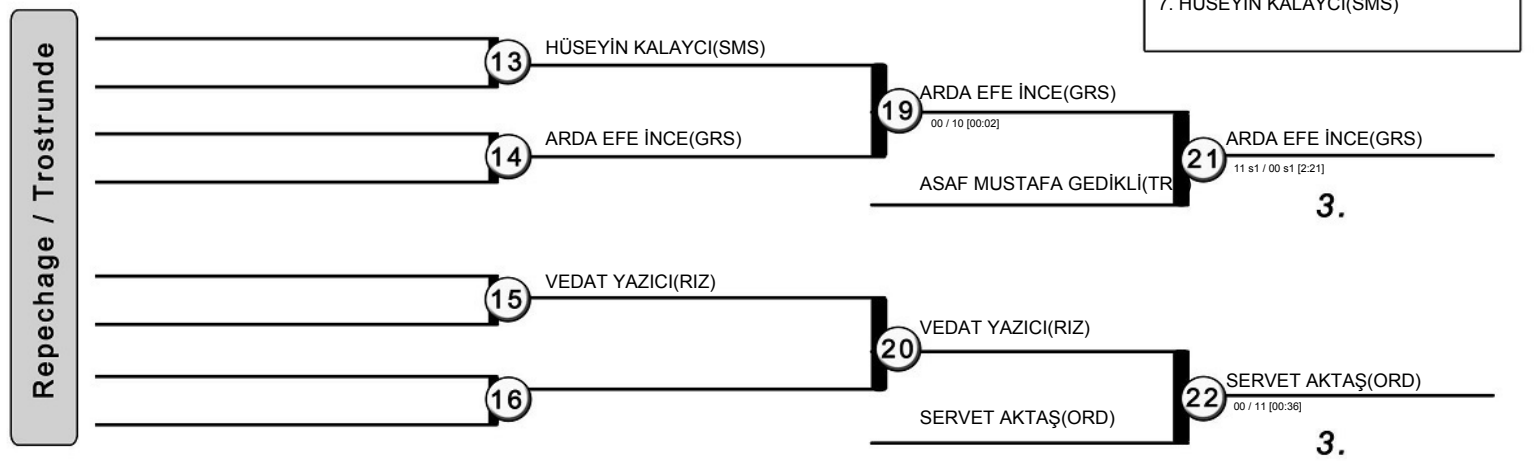 7. HÜSEYİN KALAYCI(SMS)
Repechage / Trostrunde
13
HÜSEYİN KALAYCI(SMS)
19
ARDA EFE İNCE(GRS)
00 / 10 [00:02]
14
ARDA EFE İNCE(GRS)
21
ARDA EFE İNCE(GRS)
11 s1 / 00 s1 [2:21]
ASAF MUSTAFA GEDİKLİ(TR
3.
15
VEDAT YAZICI(RIZ)
20
VEDAT YAZICI(RIZ)
16
22
SERVET AKTAŞ(ORD)
00 / 11 [00:36]
SERVET AKTAŞ(ORD)
3.